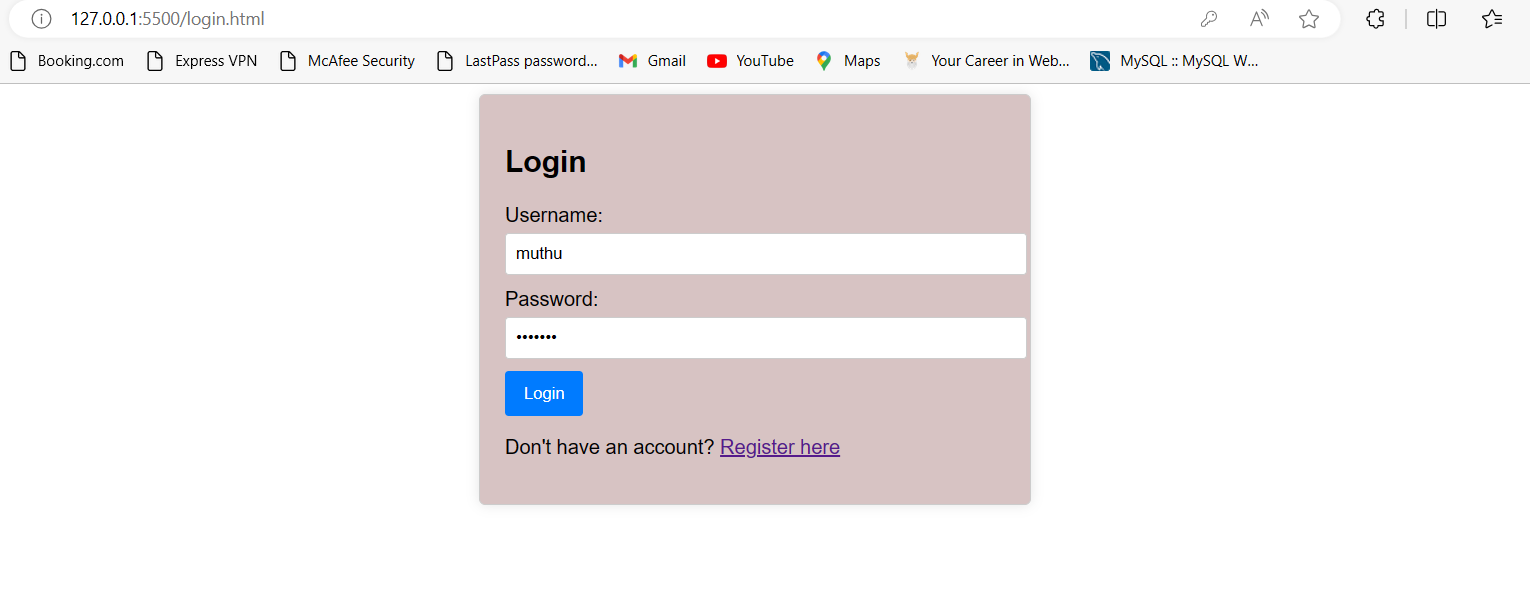 127.0.0.1:5500/login.html
Booking.com Express VPN McAfee Security LastPass password... Gmail YouTube Maps Your Career in Web... MySQL :: MySQL W...
Login
Username:
muthu
Password:
•••••••
Login
Don't have an account? Register here